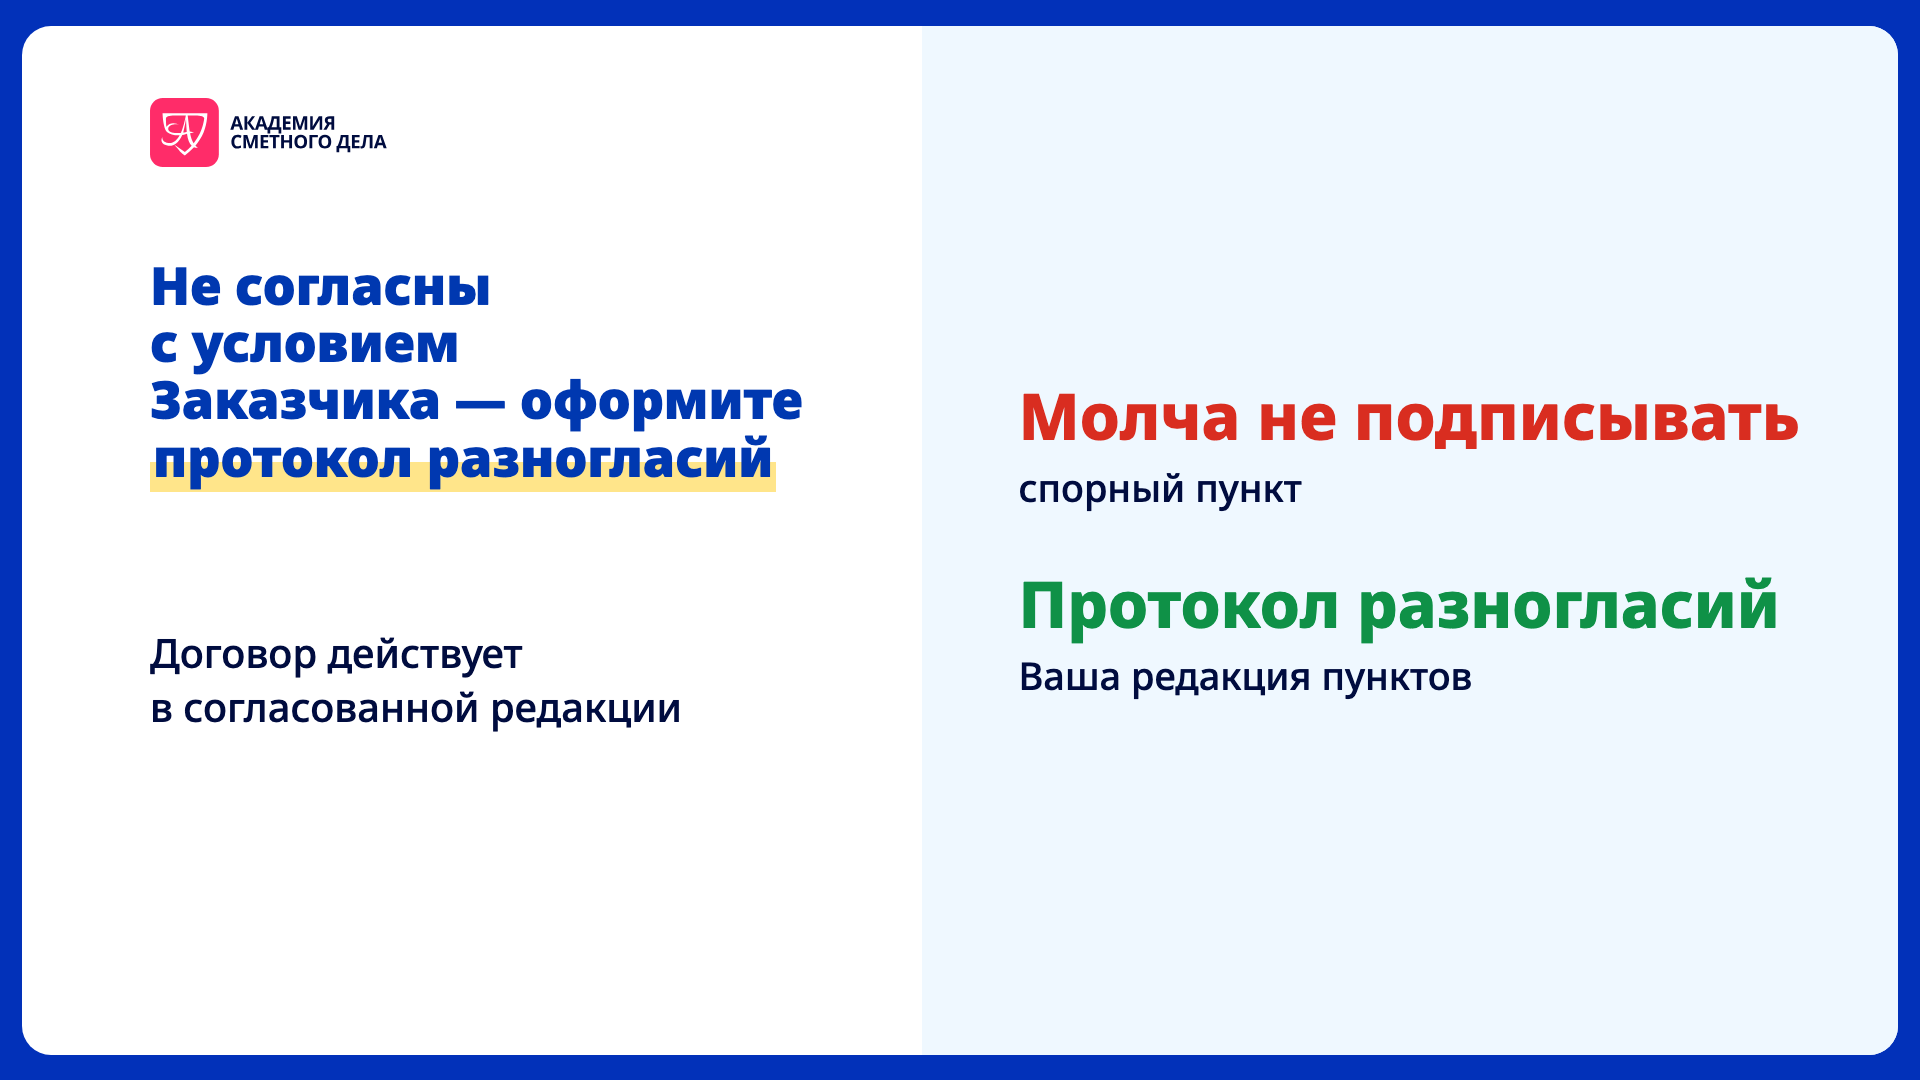 АКАДЕМИЯ
СМЕТНОГО ДЕЛА
Не согласны
с условием
Заказчика — оформите
протокол разногласий
Договор действует
в согласованной редакции
Молча не подписывать
спорный пункт
Протокол разногласий
Ваша редакция пунктов